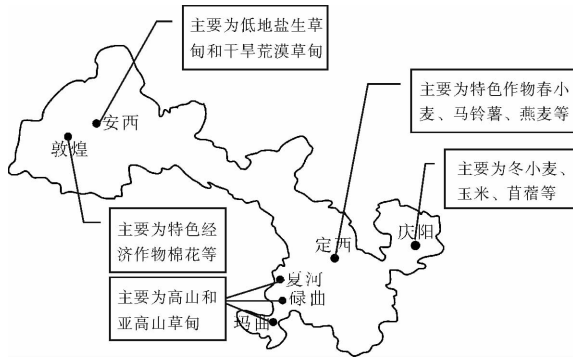 主要为低地盐生草
甸和干旱荒漠草甸
安西
敦煌
主要为特色作物春小
麦、马铃薯、燕麦等
主要为冬小麦、
玉米、苜蓿等
主要为特色经
济作物棉花等
庆阳
定西
夏河
碌曲
玛曲
主要为高山和
亚高山草甸